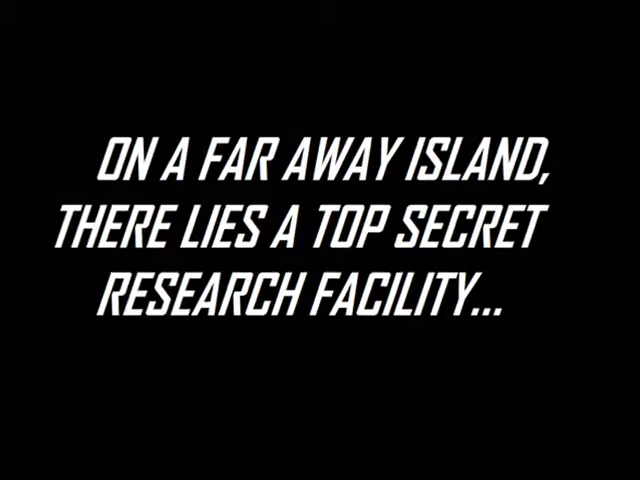 ON A FAR AWAY ISLAND,
THERE LIES A TOP SECRET
RESEARCH FACILITY...